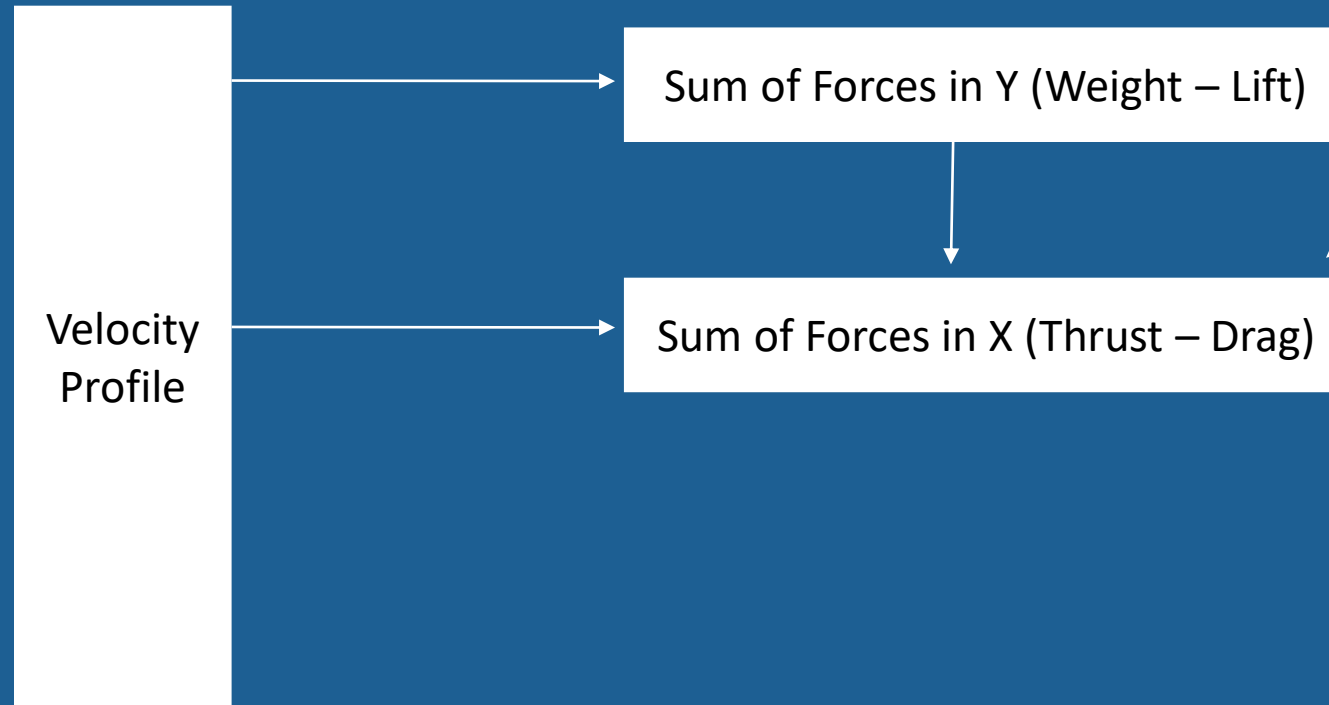 Sum of Forces in Y (Weight – Lift)
Velocity
Profile
Sum of Forces in X (Thrust – Drag)